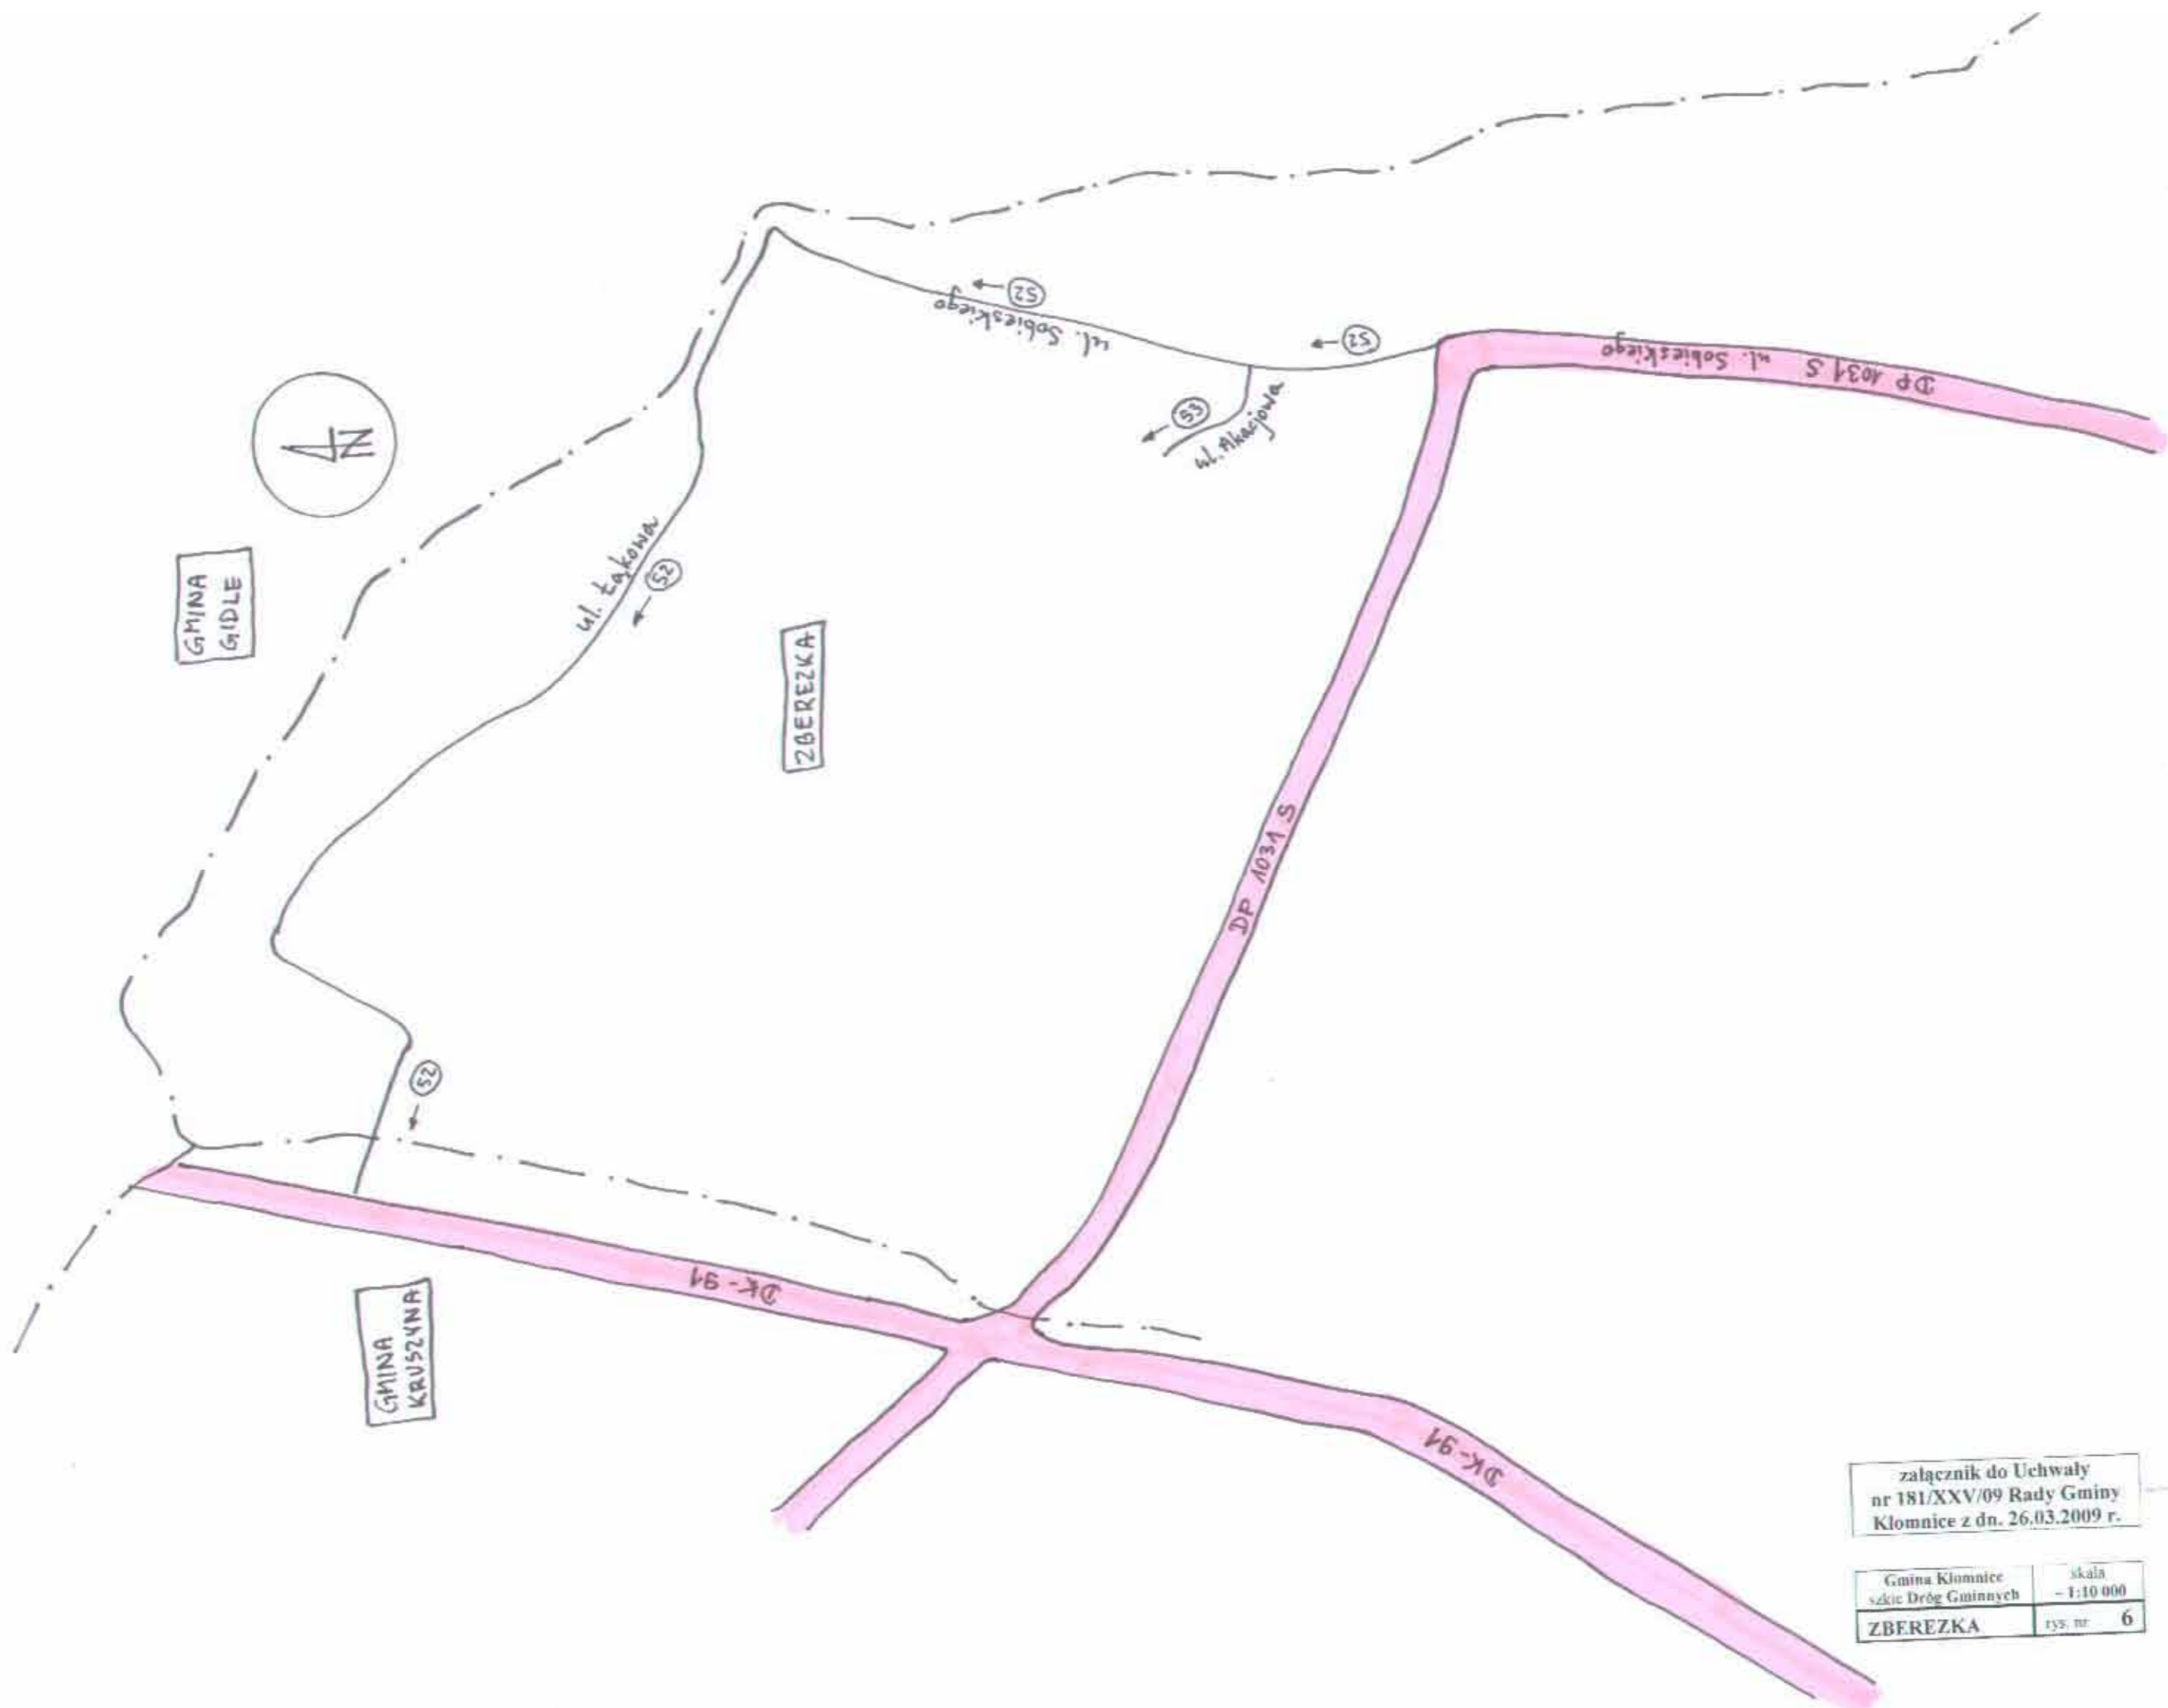 N
GMINA
GIDLE
ul. Sobieskiego
52
52
ul. Sobieskiego
DP 1031 S
53
ul. Akacjowa
ul. Łąkowa
52
ZBEREZKA
DP 1031 S
52
DK-91
GMINA
KRUSZYNA
DK-91
załącznik do Uchwały
nr 181/XXV/09 Rady Gminy
Kłomnice z dn. 26.03.2009 r.
Gmina Kłomnice
szkic Dróg Gminnych
skala
~ 1:10 000
ZBEREZKA
rys. nr 6